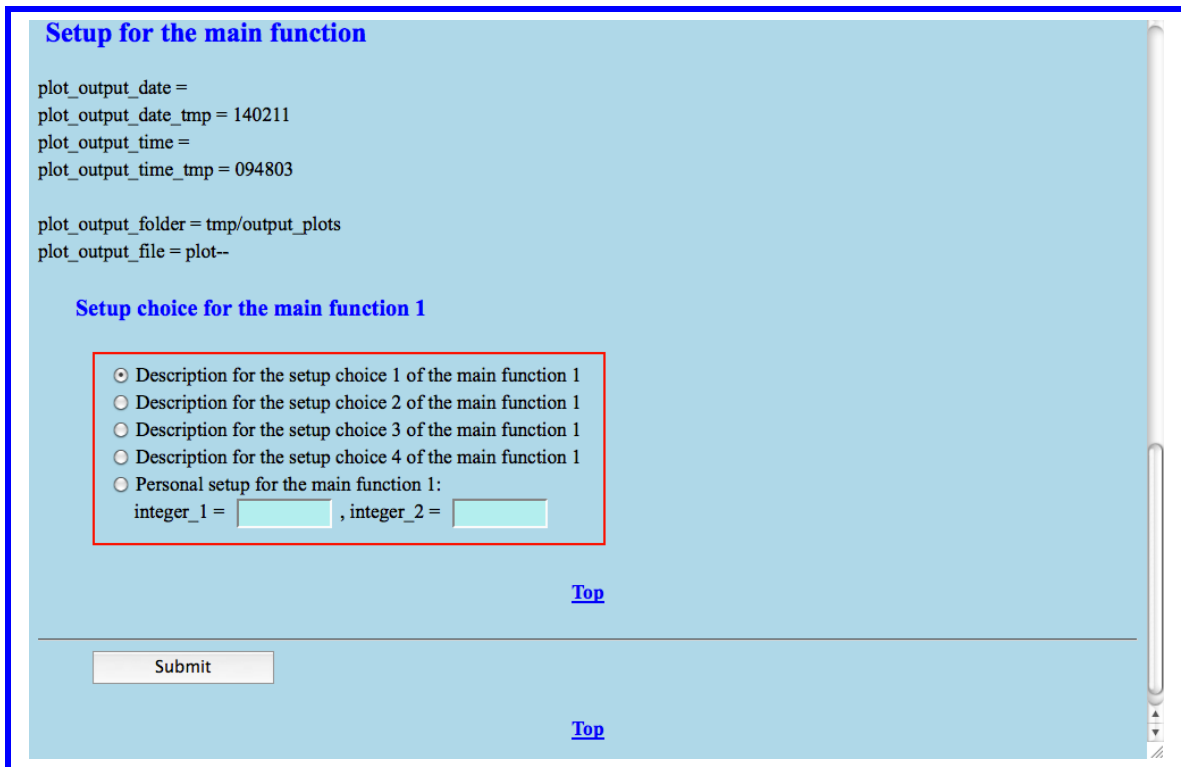 Setup for the main function
plot_output_date =
plot_output_date_tmp = 140211
plot_output_time =
plot_output_time_tmp = 094803
plot_output_folder = tmp/output_plots
plot_output_file = plot--
Setup choice for the main function 1
Description for the setup choice 1 of the main function 1
Description for the setup choice 2 of the main function 1
Description for the setup choice 3 of the main function 1
Description for the setup choice 4 of the main function 1
Personal setup for the main function 1:
integer_1 = , integer_2 =
Top
Submit
Top